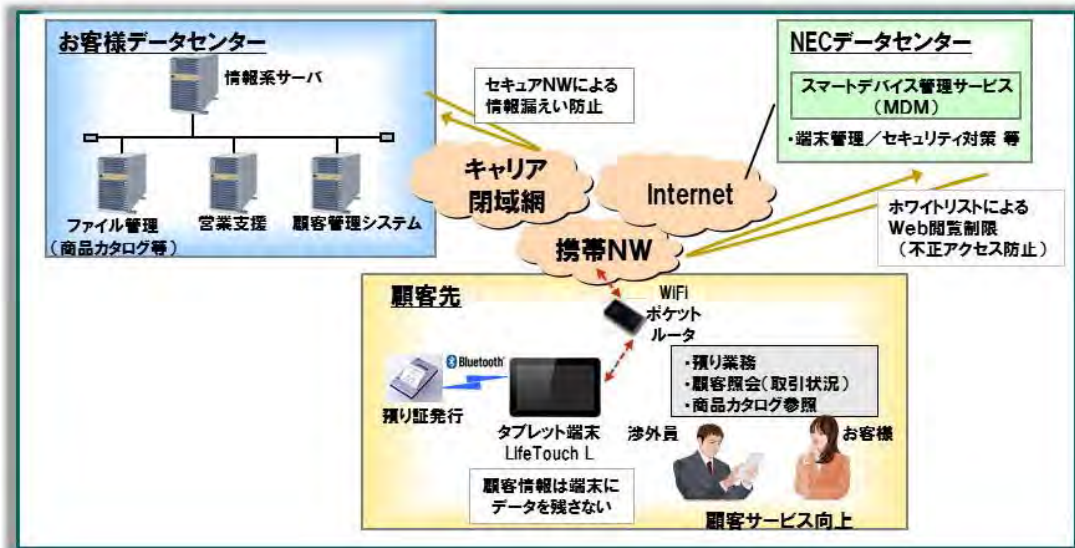 お客様データセンター
情報系サーバ
ファイル管理
(商品カタログ等)
営業支援
顧客管理システム
セキュアNWによる
情報漏えい防止
キャリア
閉域網
Internet
携帯NW
NECデータセンター
スマートデバイス管理サービス
(MDM)
・端末管理/セキュリティ対策 等
ホワイトリストによる
Web閲覧制限
(不正アクセス防止)
顧客先
WiFi
ポケット
ルータ
Bluetooth
預り証発行
タブレット端末
LifeTouch L
顧客情報は端末に
データを残さない
・預り業務
・顧客照会(取引状況)
・商品カタログ参照
渉外員
お客様
顧客サービス向上